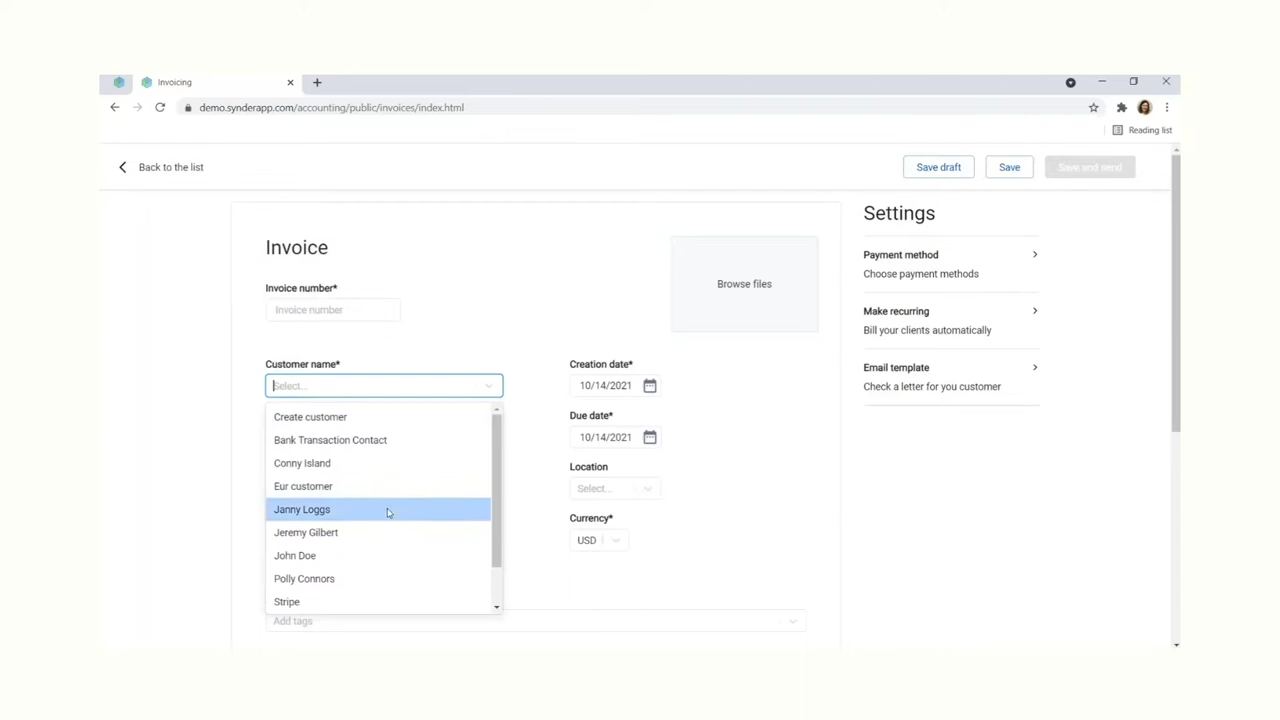 Invoicing
demo.synderapp.com/accounting/public/invoices/index.html
Reading list
Back to the list
Save draft
Save
Save and send
Invoice
Browse files
Invoice number*
Invoice number
Customer name*
Select...
Create customer
Bank Transaction Contact
Conny Island
Eur customer
Janny Loggs
Jeremy Gilbert
John Doe
Polly Connors
Stripe
Add tags
Creation date*
10/14/2021
Due date*
10/14/2021
Location
Select...
Currency*
USD
Settings
Payment method
Choose payment methods
Make recurring
Bill your clients automatically
Email template
Check a letter for you customer